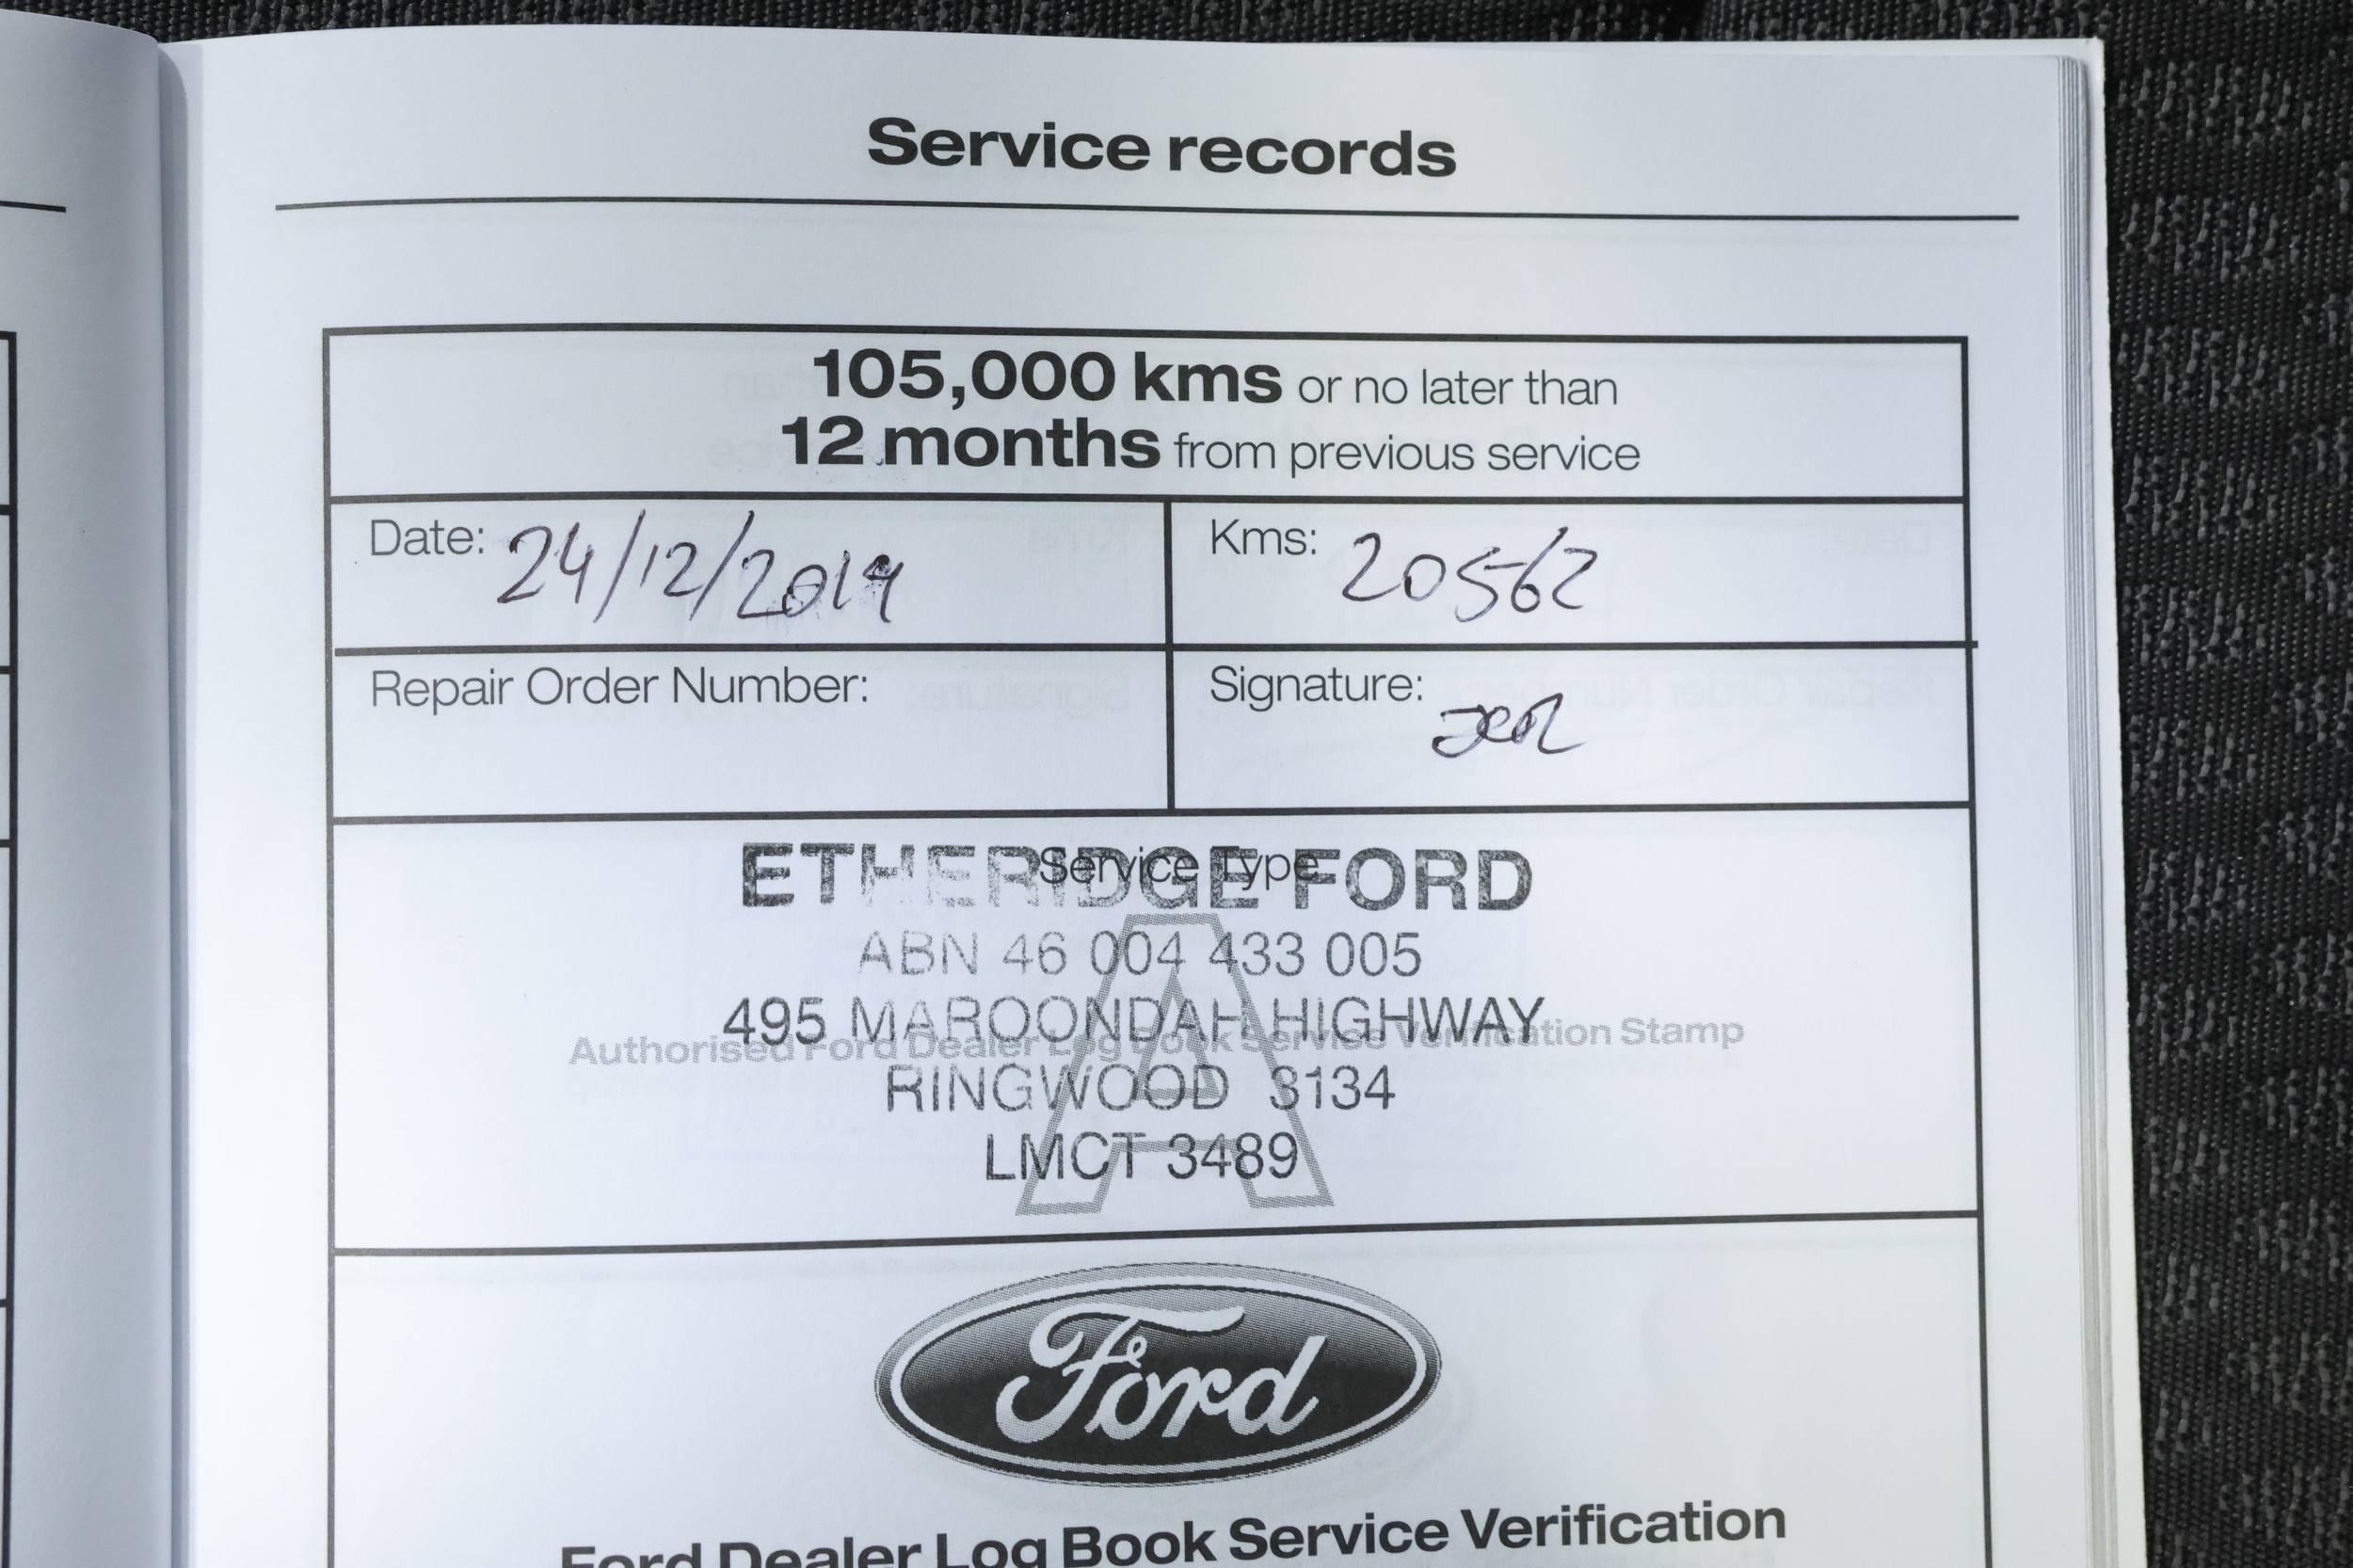 Service records
105,000 kms or no later than
12 months from previous service
Date: 24/12/2019
Kms: 20562
Repair Order Number:
Signature:
Service Type
ETHERIDGE FORD
ABN 46 004 433 005
495 MAROONDAH HIGHWAY
Authorised Ford Dealer Log Book Service Verification Stamp
RINGWOOD 3134
LMCT 3489
A
Ford
Ford Dealer Log Book Service Verification